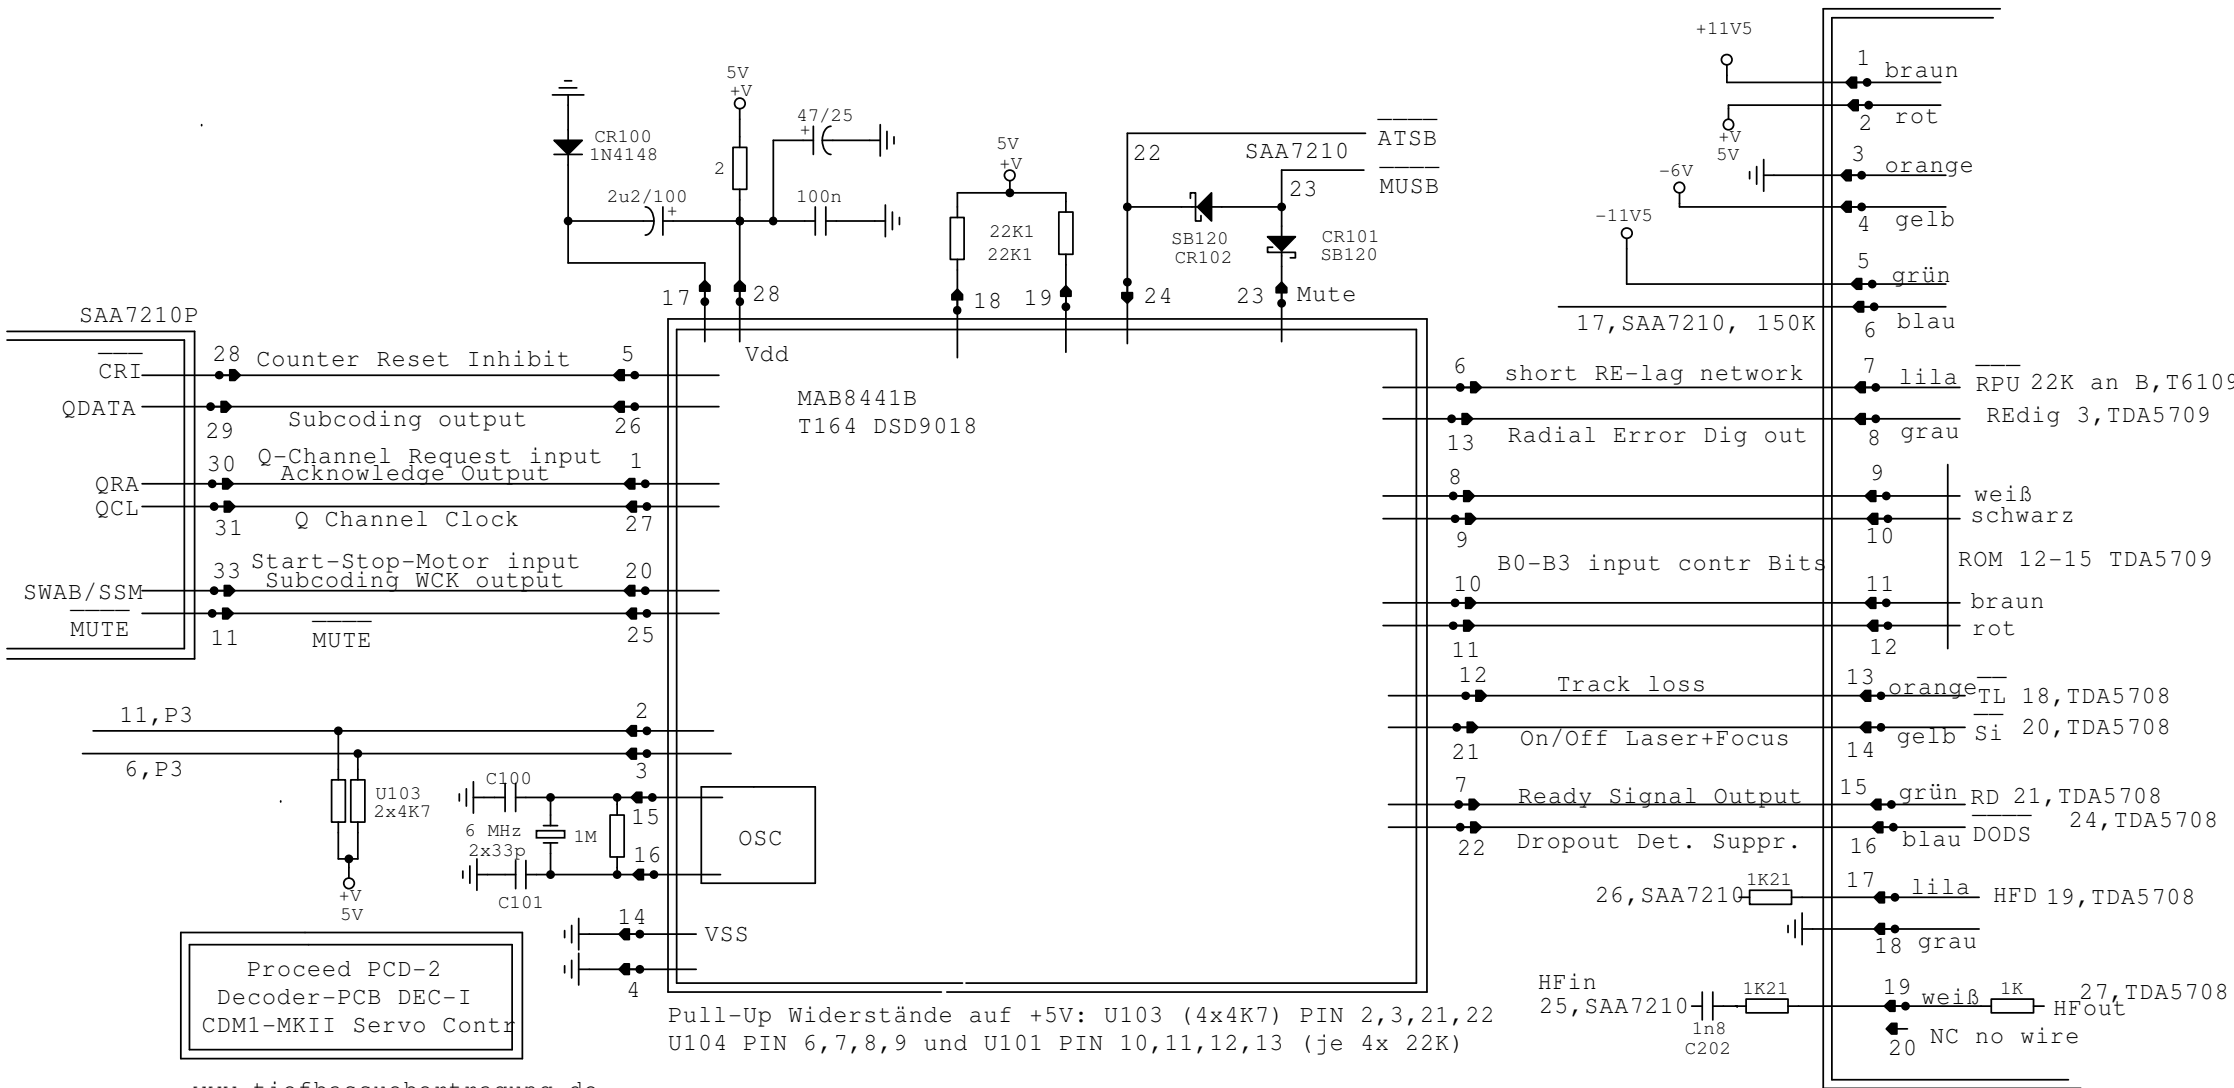 +11V5
1
braun
5V
+V
47/25
+
CR100
1N4148
2
2u2/100
+
100n
5V
+V
22K1
22K1
ATSB
22
SAA7210
23
MUSB
SB120
CR102
CR101
SB120
2
rot
+V
5V
3
orange
-6V
4
gelb
-11V5
5
grün
17
28
18
19
24
23
Mute
17,SAA7210, 150K
6
blau
SAA7210P
Vdd
CRI
28
Counter Reset Inhibit
5
QDATA
29
Subcoding output
26
30
Q-Channel Request input
Acknowledge Output
1
QRA
QCL
31
Q Channel Clock
27
33
Start-Stop-Motor input
Subcoding WCK output
20
SWAB/SSM
MUTE
11
MUTE
25
MAB8441B
T164 DSD9018
6
short RE-lag network
7
lila
RPU 22K an B,T6109
13
Radial Error Dig out
8
grau
REdig 3,TDA5709
8
9
weiß
9
10
schwarz
B0-B3 input contr Bits
ROM 12-15 TDA5709
10
11
braun
11
12
rot
12
Track loss
13
orange
TL 18,TDA5708
21
On/Off Laser+Focus
14
gelb
Si 20,TDA5708
7
Ready Signal Output
15
grün
RD 21,TDA5708
22
Dropout Det. Suppr.
16
blau
DODS
24,TDA5708
11,P3
2
6,P3
3
U103
2x4K7
+V
5V
C100
6 MHz
2x33p
1M
15
16
C101
OSC
14
VSS
4
26,SAA7210
1K21
17
lila
HFD 19,TDA5708
18
grau
HFin
25,SAA7210
1n8
C202
1K21
19
weiß
1K
27,TDA5708
HFout
20
NC no wire
Proceed PCD-2
Decoder-PCB DEC-I
CDM1-MKII Servo Contr
Pull-Up Widerstände auf +5V: U103 (4x4K7) PIN 2,3,21,22
U104 PIN 6,7,8,9 und U101 PIN 10,11,12,13 (je 4x 22K)
www.tiefbassuebertragung.de